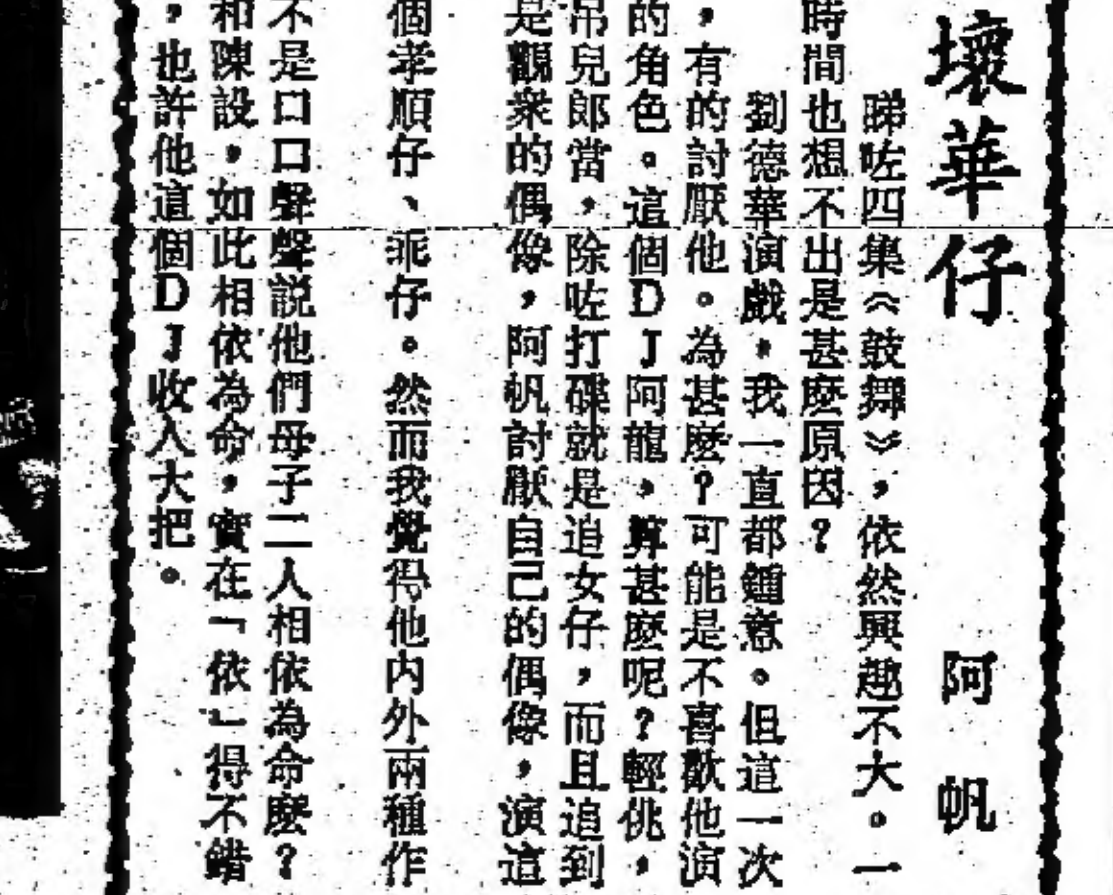 壞華仔
阿帆
睇咗四集《鼓舞》，依然興趣不大。一
時間也想不出是甚麽原因？
劉德華演戲，我一直都鍾意。但這一次
，有的討厭他。為甚麽？可能是不喜歡他演
的角色。這個DJ阿龍，算甚麽呢？輕佻，
吊兒郎當，除咗打碟就是追女仔，而且追到
是觀衆的偶像，阿帆討厭自己的偶像，演這
個孝順仔、乖仔。然而我覺得他内外兩種作
不是口口聲聲説他們母子二人相依為命麽？
和陳設，如此相依為命，實在「依」得不錯
，也許他這個DJ收入大把。